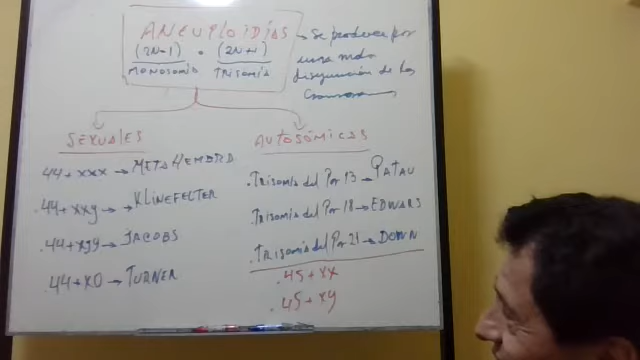 ANEUPLOIDÍAS
(2N-1) • (2N+1)
MONOSOMIA TRISOMIA
→ Se produce por
una mala
disyunción de los
SEXUALES
44+XXX → METAHEMBRA
.44+XXY → KLINEFELTER
.44+XYY → JACOBS
.44+XO → TURNER
AUTOSÓMICAS
.Trisomía del Par 13 → PATAU
.Trisomía del Par 18 → EDWARS
.Trisomía del Par 21 → DOWN
.45+XX
.45+XY